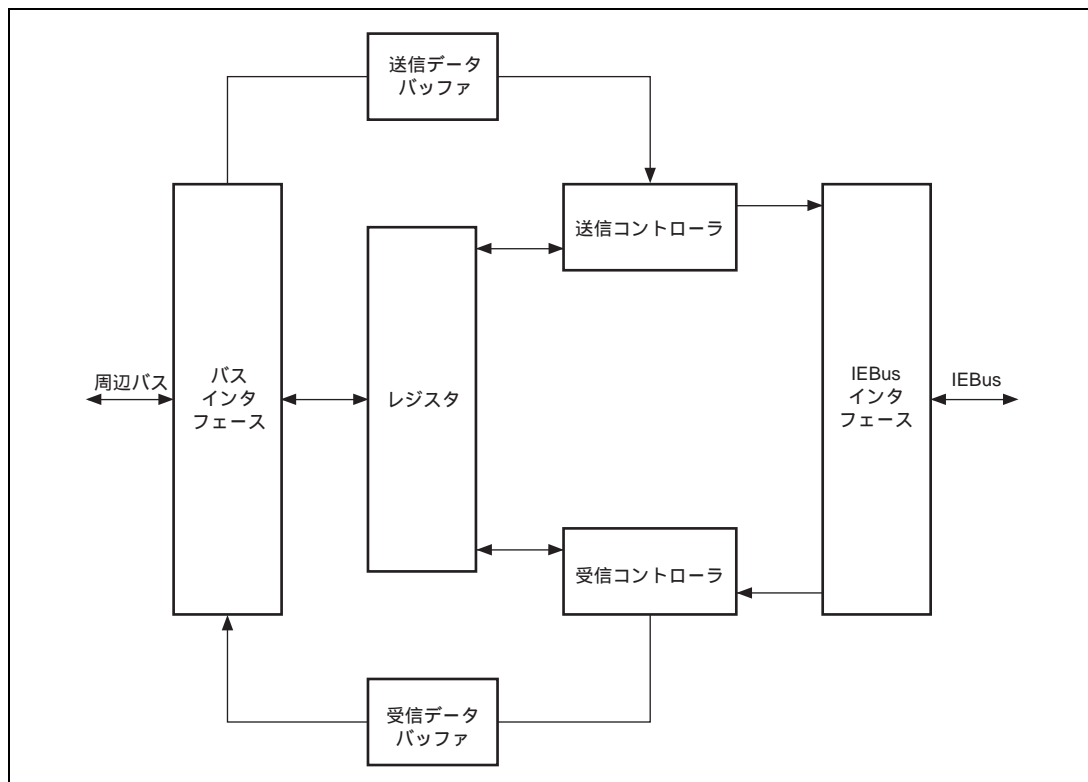 送信データ
バッファ
送信コントローラ
周辺バス
バス
インタ
フェース
レジスタ
IEBus
インタ
フェース
IEBus
受信コントローラ
受信データ
バッファ